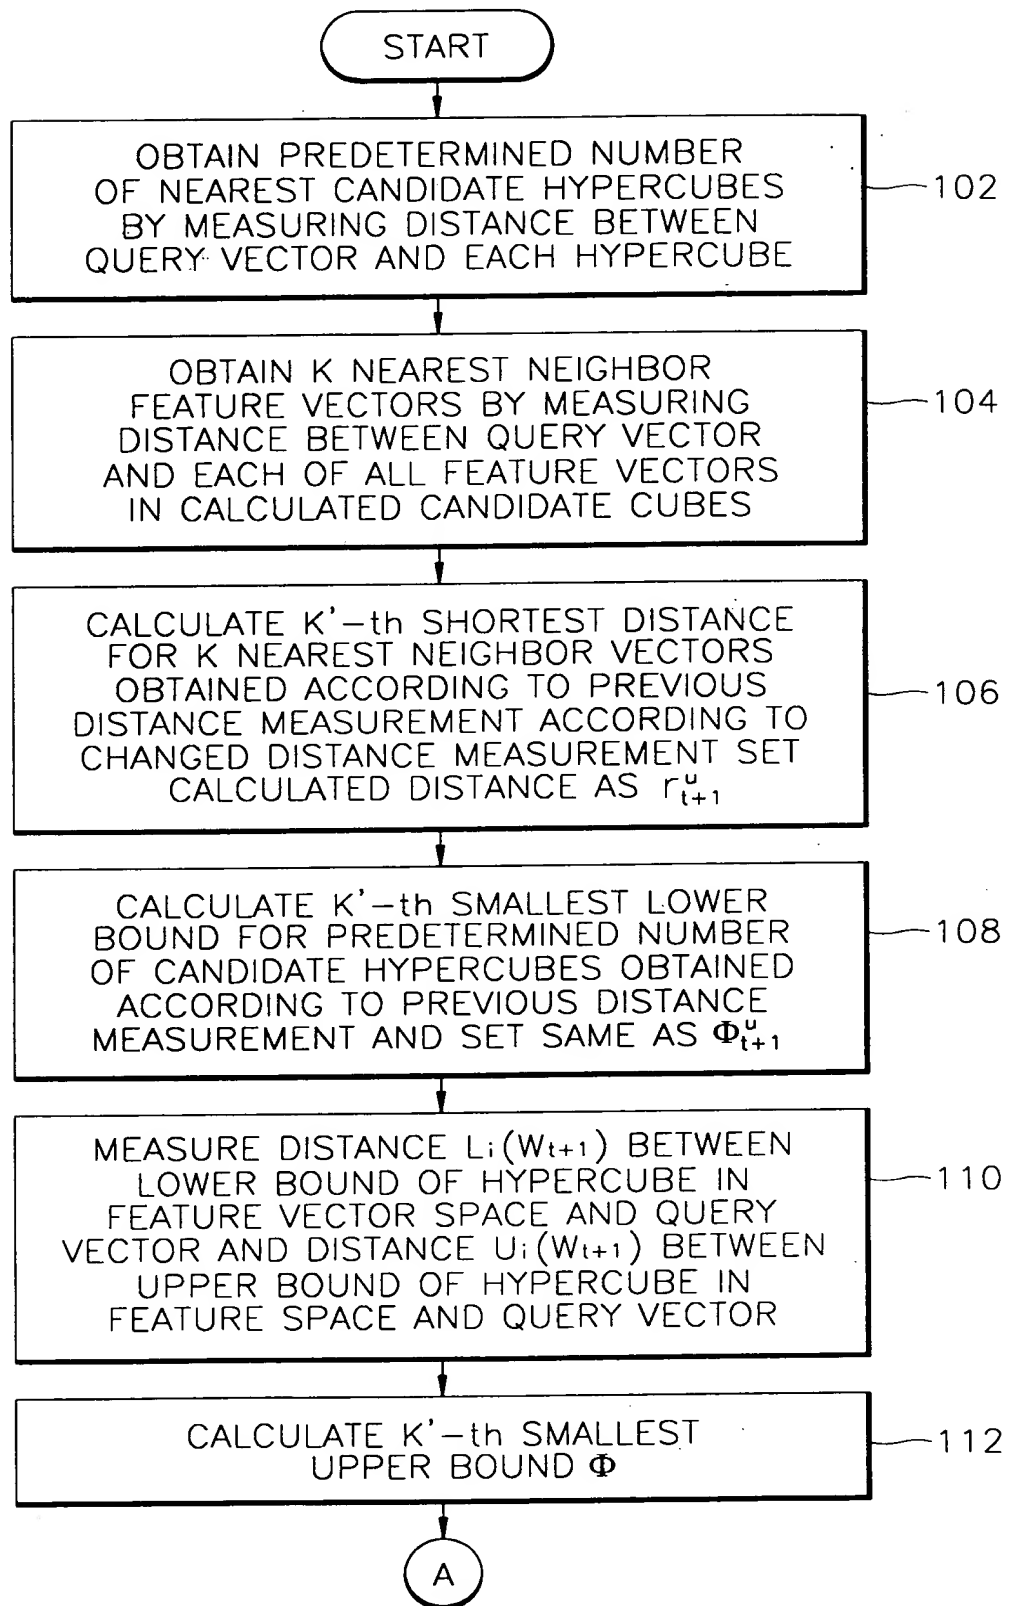 START
OBTAIN PREDETERMINED NUMBER
OF NEAREST CANDIDATE HYPERCUBES
BY MEASURING DISTANCE BETWEEN
QUERY VECTOR AND EACH HYPERCUBE
102
OBTAIN K NEAREST NEIGHBOR
FEATURE VECTORS BY MEASURING
DISTANCE BETWEEN QUERY VECTOR
AND EACH OF ALL FEATURE VECTORS
IN CALCULATED CANDIDATE CUBES
104
CALCULATE K'-th SHORTEST DISTANCE
FOR K NEAREST NEIGHBOR VECTORS
OBTAINED ACCORDING TO PREVIOUS
DISTANCE MEASUREMENT ACCORDING TO
CHANGED DISTANCE MEASUREMENT SET
CALCULATED DISTANCE AS r^u_{t+1}
106
CALCULATE K'-th SMALLEST LOWER
BOUND FOR PREDETERMINED NUMBER
OF CANDIDATE HYPERCUBES OBTAINED
ACCORDING TO PREVIOUS DISTANCE
MEASUREMENT AND SET SAME AS Φ^u_{t+1}
108
MEASURE DISTANCE Li(Wt+1) BETWEEN
LOWER BOUND OF HYPERCUBE IN
FEATURE VECTOR SPACE AND QUERY
VECTOR AND DISTANCE Ui(Wt+1) BETWEEN
UPPER BOUND OF HYPERCUBE IN
FEATURE SPACE AND QUERY VECTOR
110
CALCULATE K'-th SMALLEST
UPPER BOUND Φ
112
A